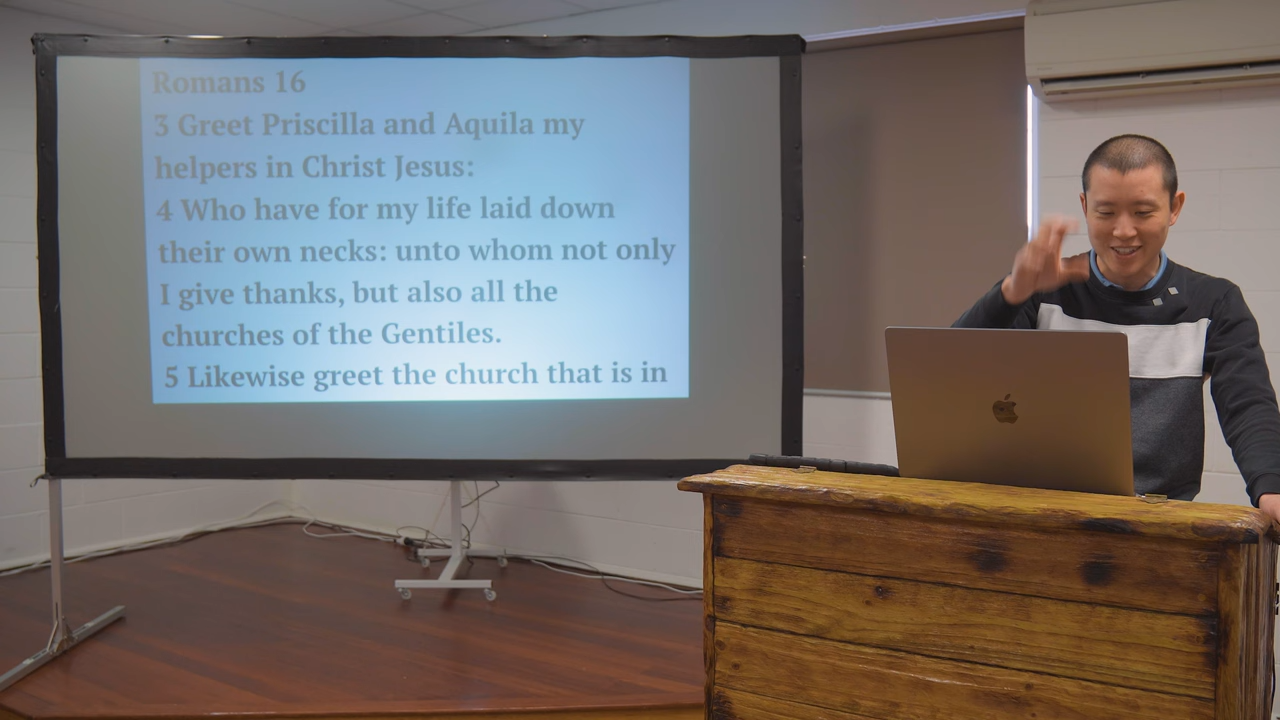 Romans 16
3 Greet Priscilla and Aquila my
helpers in Christ Jesus:
4 Who have for my life laid down
their own necks: unto whom not only
I give thanks, but also all the
churches of the Gentiles.
5 Likewise greet the church that is in